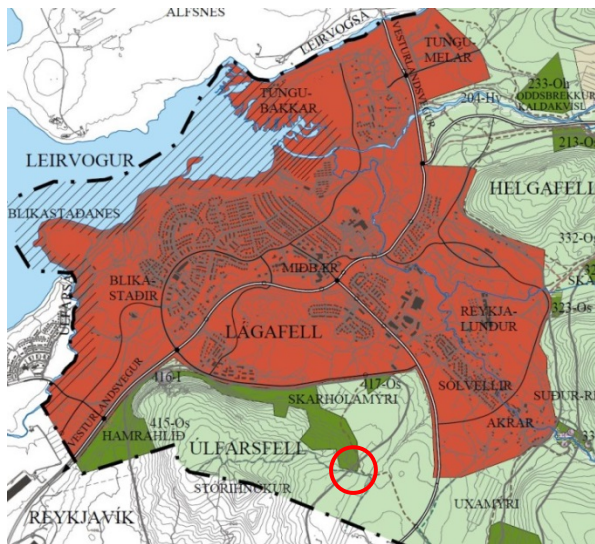 ÁLFSNES
LEIRVOGSÁ
VESTURLANDSVEGUR
TUNGU-
MELAR
TUNGU-
BAKKAR
233-Ob
ODDSBREKKUR
KALDAKVÍSL
204-Hv
213-Os
LEIRVOGUR
HELGAFELL
BLIKASTAÐANES
332-Os
MIÐBÆR
BLIKA-
STAÐIR
REYKJA-
LUNDUR
323-Os
ÚLFARSÁ
LÁGAFELL
416-I
417-Os
SKARHÓLAMÝRI
SÓLVELLIR
VESTURLANDSVEGUR
415-Os
HAMRAHLÍÐ
AKRAR
ÚLFARSFELL
STÓRIHNÚKUR
UXAMÝRI
REYKJAVÍK